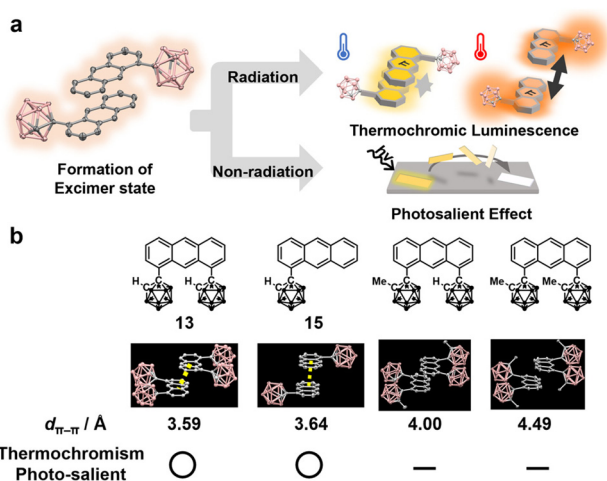 a
Radiation
Thermochromic Luminescence
Formation of
Excimer state
Non-radiation
hν
Photosalient Effect
b
H C C C C H
H C C
Me C C C C H
Me C C C C Me
13
15
dπ–π / Å
3.59
3.64
4.00
4.49
Thermochromism
Photo-salient